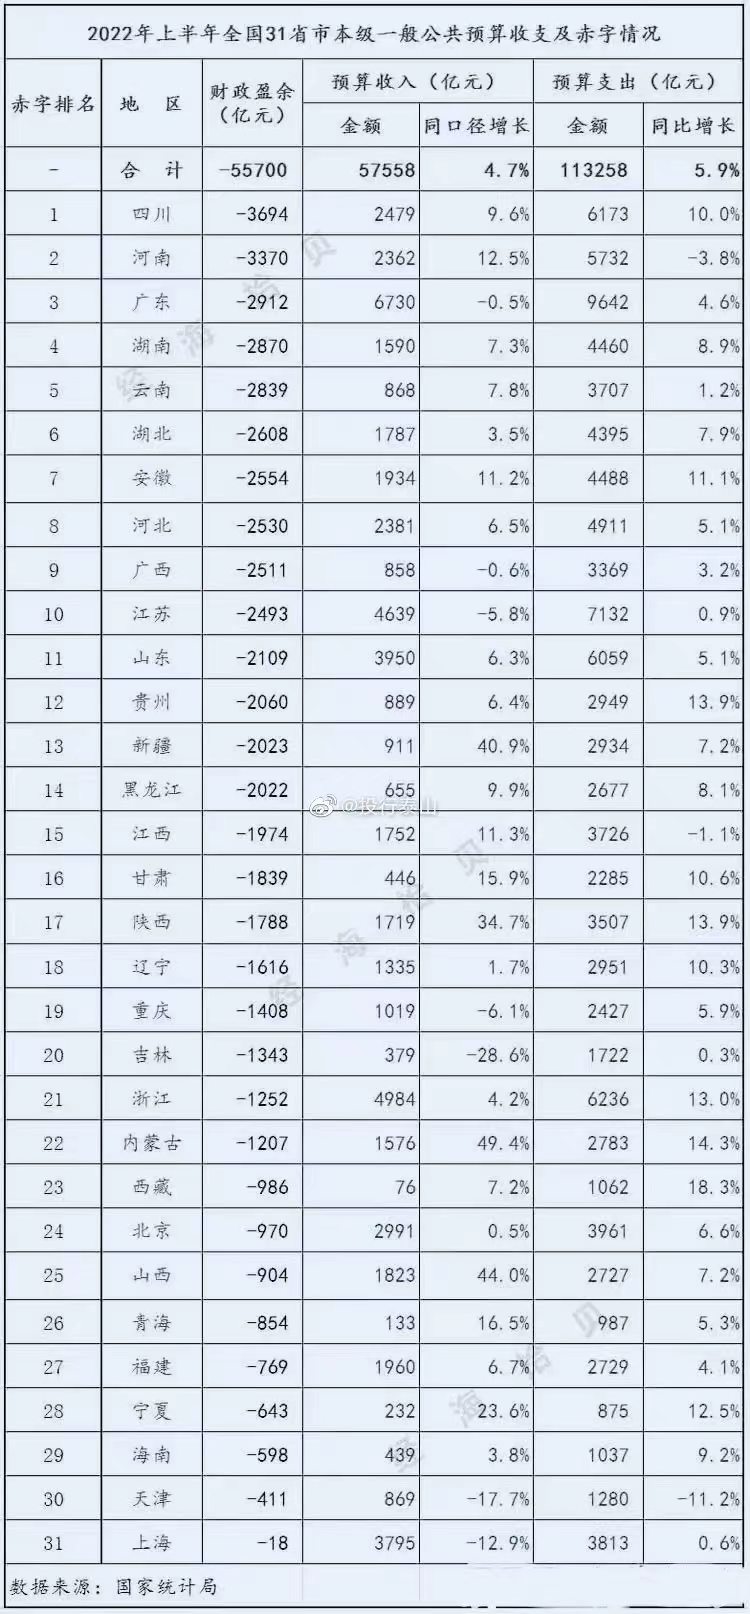 2022年上半年全国31省市本级一般公共预算收支及赤字情况
赤字排名 地 区 财政盈余（亿元） 预算收入（亿元） 预算支出（亿元）
金额 同口径增长 金额 同比增长
- 合 计 -55700 57558 4.7% 113258 5.9%
1 四川 -3694 2479 9.6% 6173 10.0%
2 河南 -3370 2362 12.5% 5732 -3.8%
3 广东 -2912 6730 -0.5% 9642 4.6%
4 湖南 -2870 1590 7.3% 4460 8.9%
5 云南 -2839 868 7.8% 3707 1.2%
6 湖北 -2608 1787 3.5% 4395 7.9%
7 安徽 -2554 1934 11.2% 4488 11.1%
8 河北 -2530 2381 6.5% 4911 5.1%
9 广西 -2511 858 -0.6% 3369 3.2%
10 江苏 -2493 4639 -5.8% 7132 0.9%
11 山东 -2109 3950 6.3% 6059 5.1%
12 贵州 -2060 889 6.4% 2949 13.9%
13 新疆 -2023 911 40.9% 2934 7.2%
14 黑龙江 -2022 655 9.9% 2677 8.1%
@投行泰山
15 江西 -1974 1752 11.3% 3726 -1.1%
16 甘肃 -1839 446 15.9% 2285 10.6%
17 陕西 -1788 1719 34.7% 3507 13.9%
18 辽宁 -1616 1335 1.7% 2951 10.3%
19 重庆 -1408 1019 -6.1% 2427 5.9%
20 吉林 -1343 379 -28.6% 1722 0.3%
21 浙江 -1252 4984 4.2% 6236 13.0%
22 内蒙古 -1207 1576 49.4% 2783 14.3%
23 西藏 -986 76 7.2% 1062 18.3%
24 北京 -970 2991 0.5% 3961 6.6%
25 山西 -904 1823 44.0% 2727 7.2%
26 青海 -854 133 16.5% 987 5.3%
27 福建 -769 1960 6.7% 2729 4.1%
28 宁夏 -643 232 23.6% 875 12.5%
29 海南 -598 439 3.8% 1037 9.2%
30 天津 -411 869 -17.7% 1280 -11.2%
31 上海 -18 3795 -12.9% 3813 0.6%
数据来源：国家统计局
经海拾贝
经海拾贝
经海拾贝